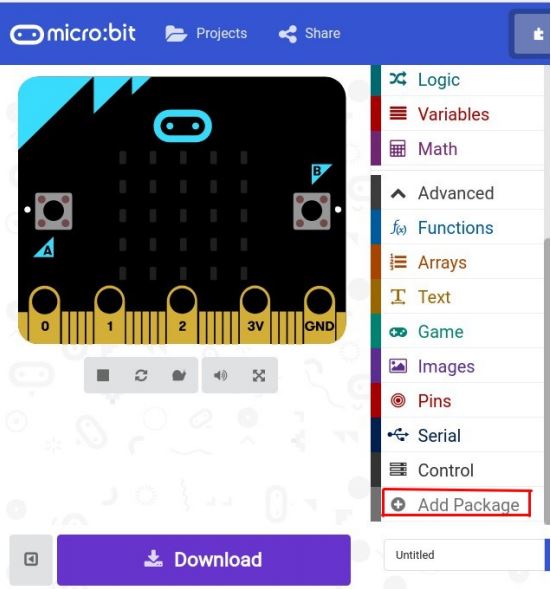 micro:bit Projects Share
Logic
Variables
Math
Advanced
f(x) Functions
Arrays
Text
Game
Images
Pins
Serial
Control
Add Package
B
A
0 1 2 3V GND
Download
Untitled